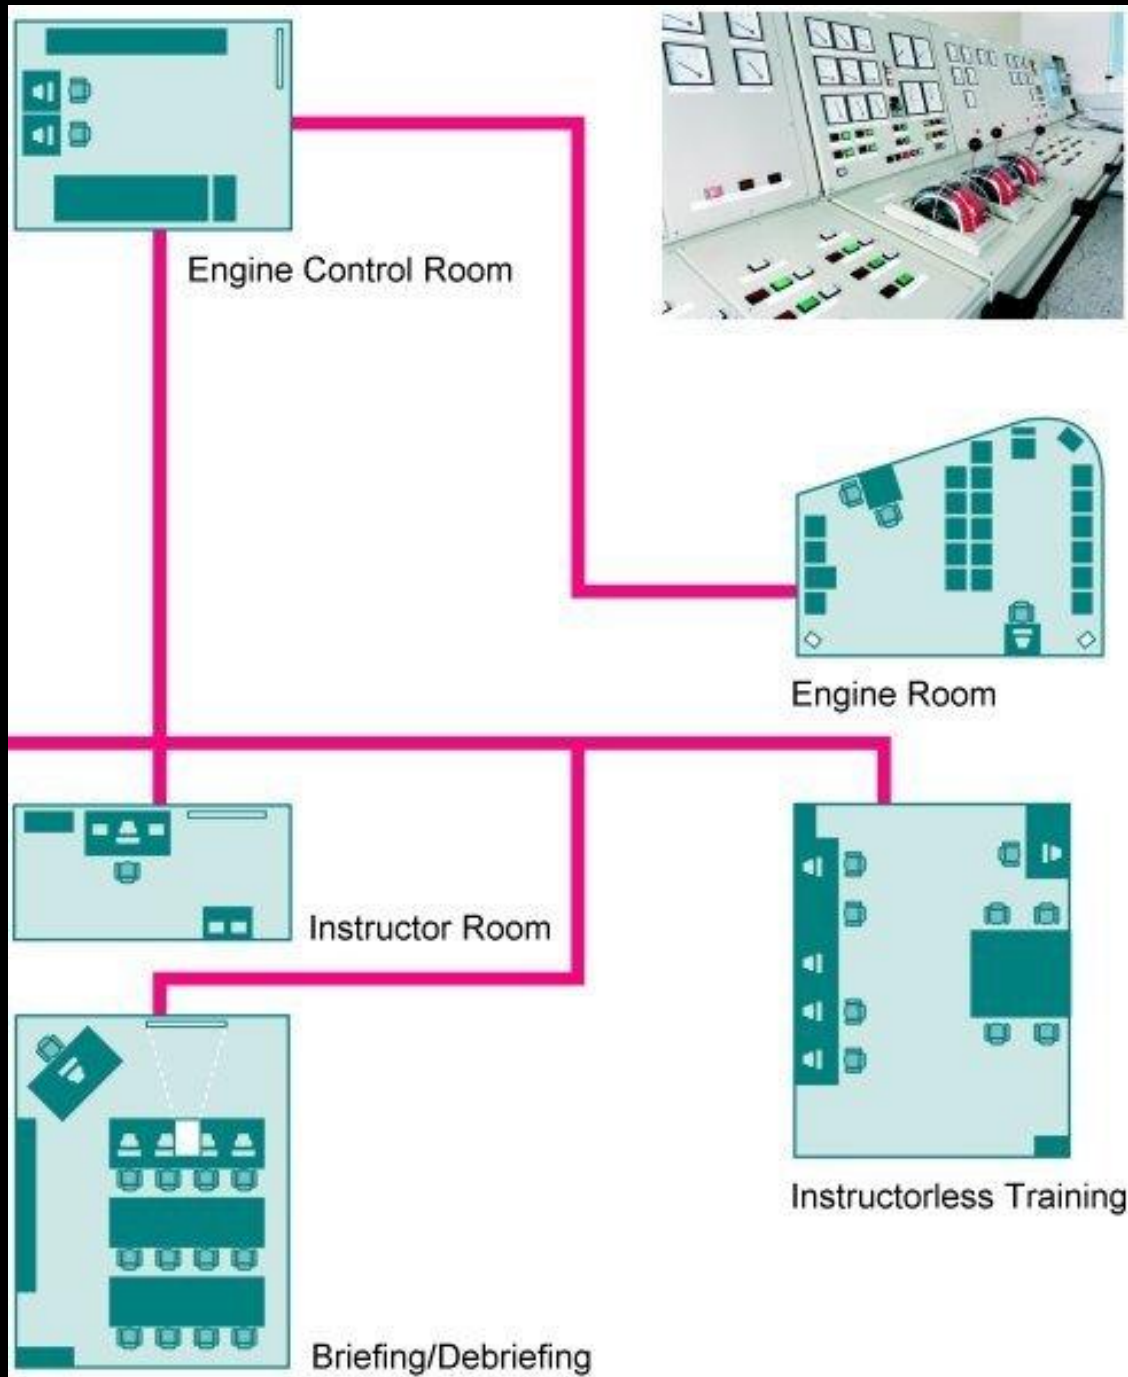 Engine Control Room
Engine Room
Instructor Room
Instructorless Training
Briefing/Debriefing